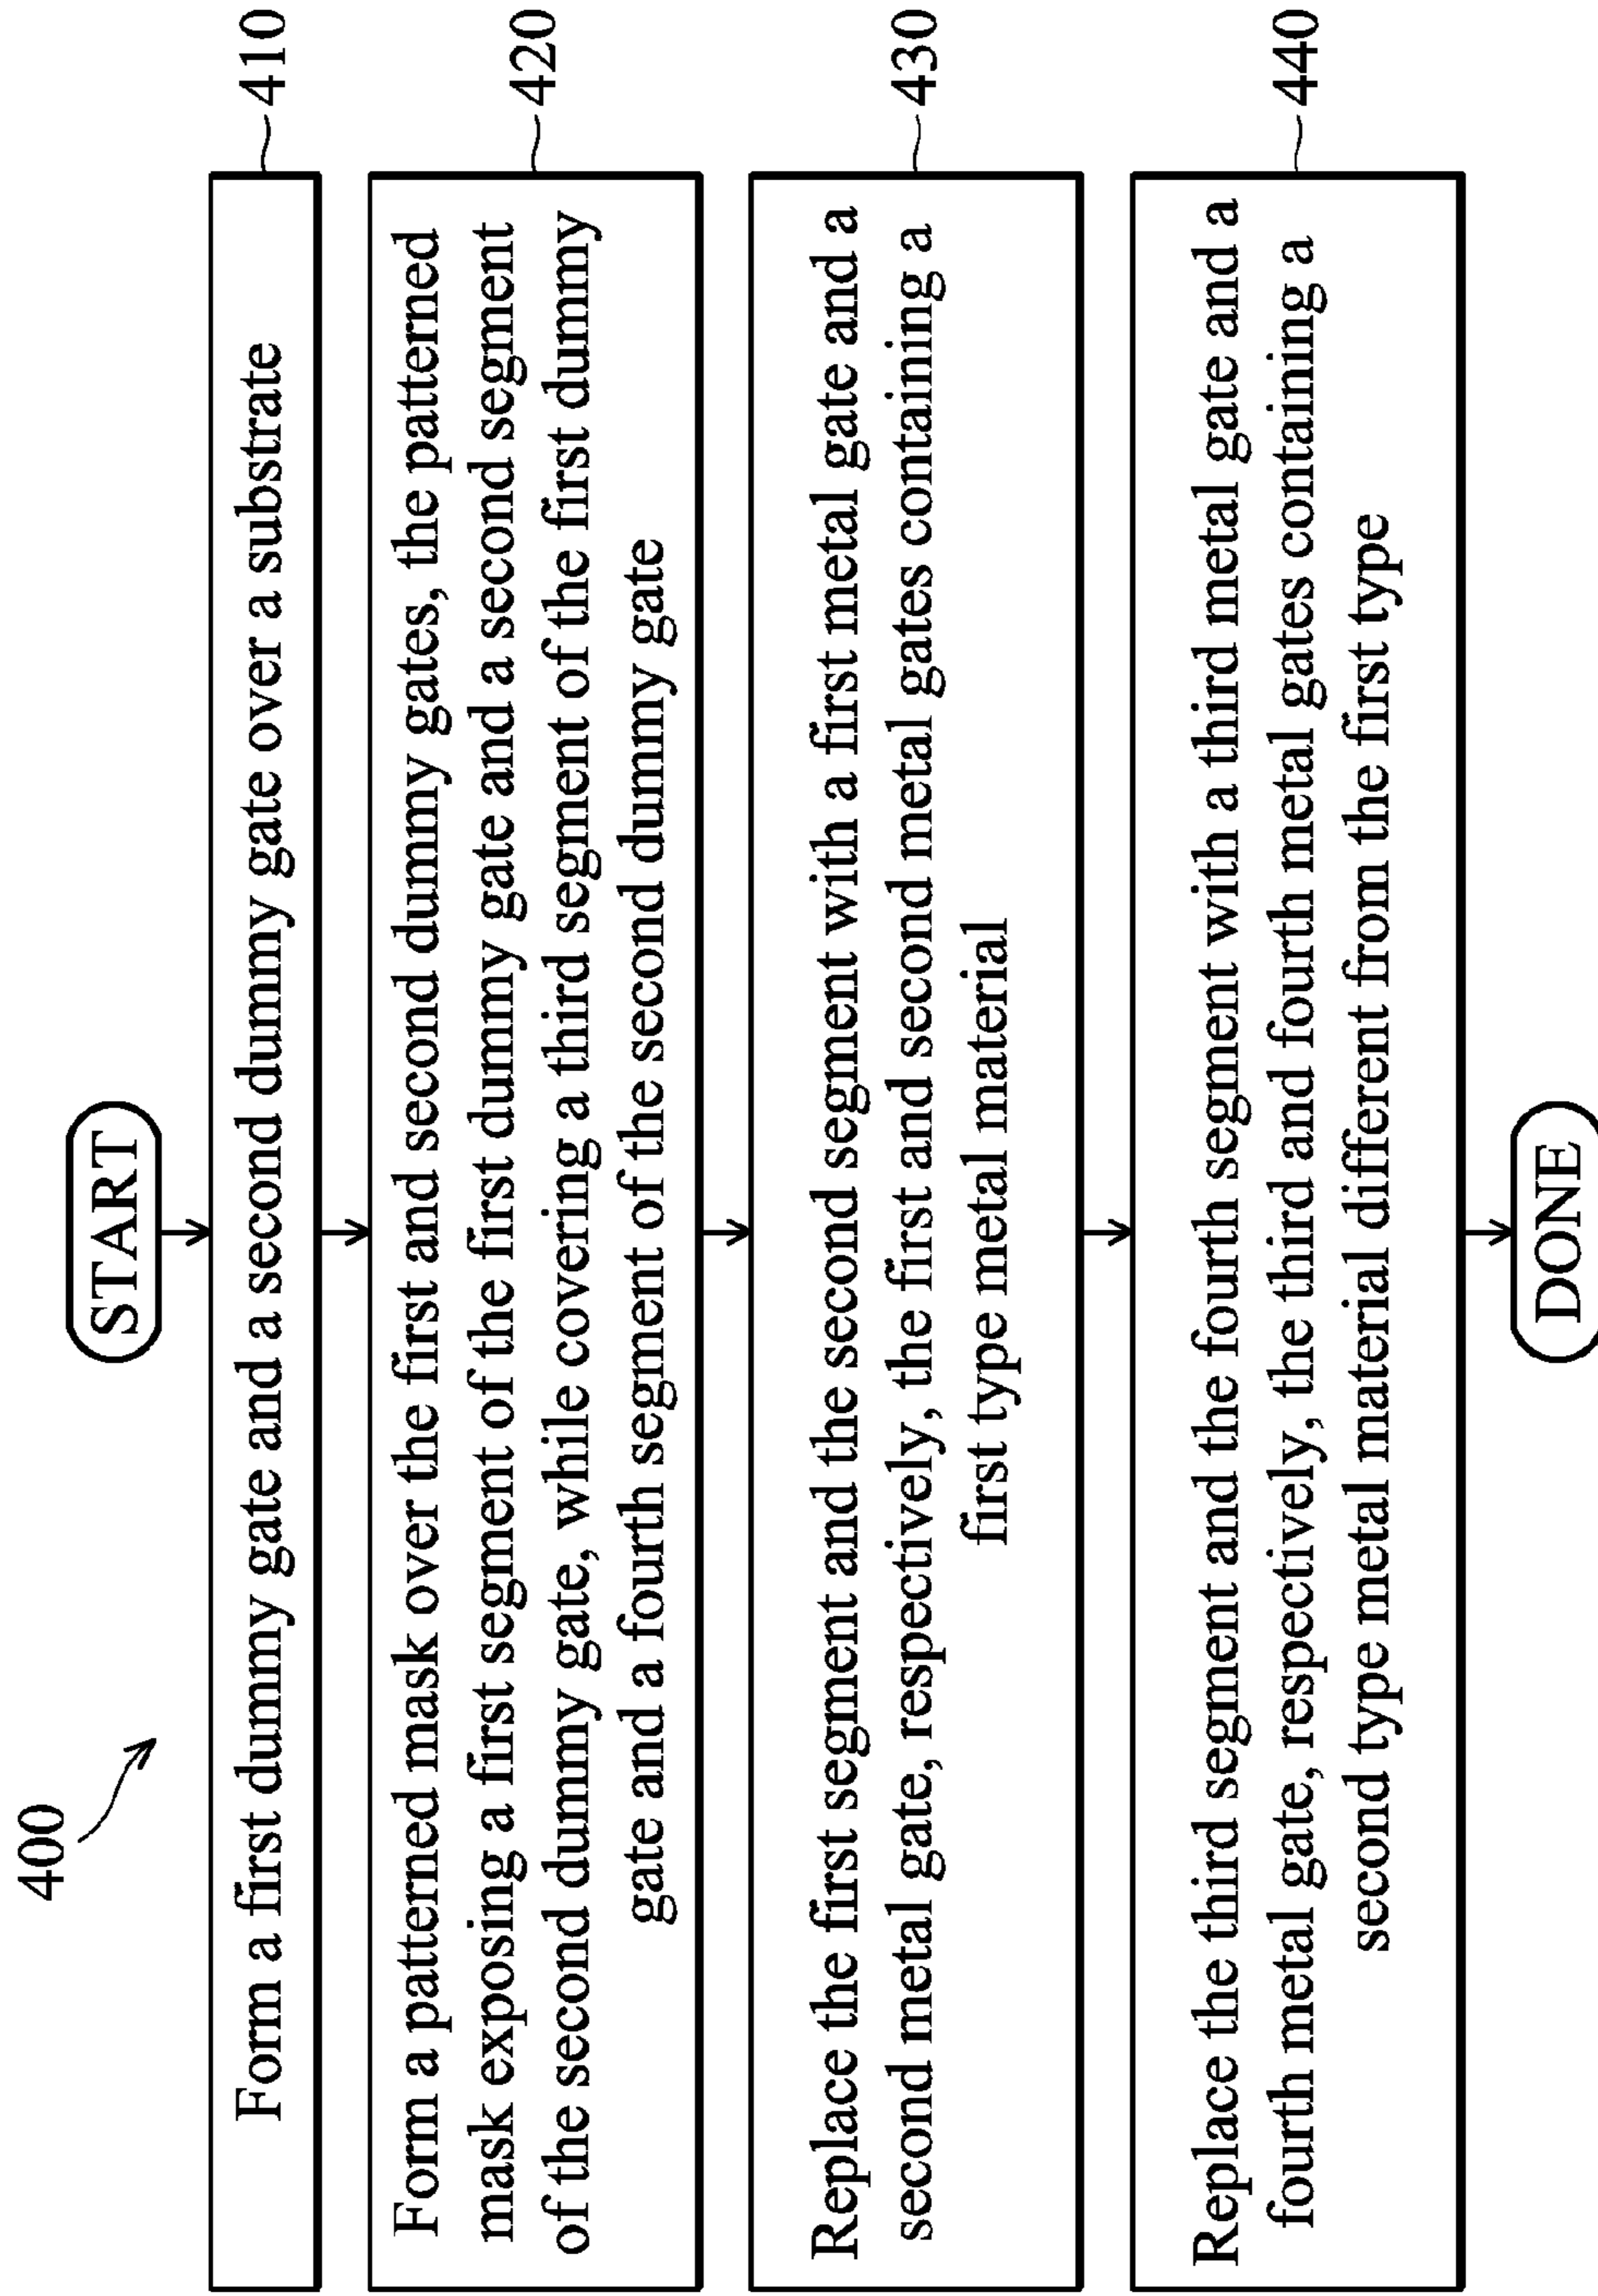 400
START
Form a first dummy gate and a second dummy gate over a substrate
410
Form a patterned mask over the first and second dummy gates, the patterned
mask exposing a first segment of the first dummy gate and a second segment
of the second dummy gate, while covering a third segment of the first dummy
gate and a fourth segment of the second dummy gate
420
Replace the first segment and the second segment with a first metal gate and a
second metal gate, respectively, the first and second metal gates containing a
first type metal material
430
Replace the third segment and the fourth segment with a third metal gate and a
fourth metal gate, respectively, the third and fourth metal gates containing a
second type metal material different from the first type
440
DONE